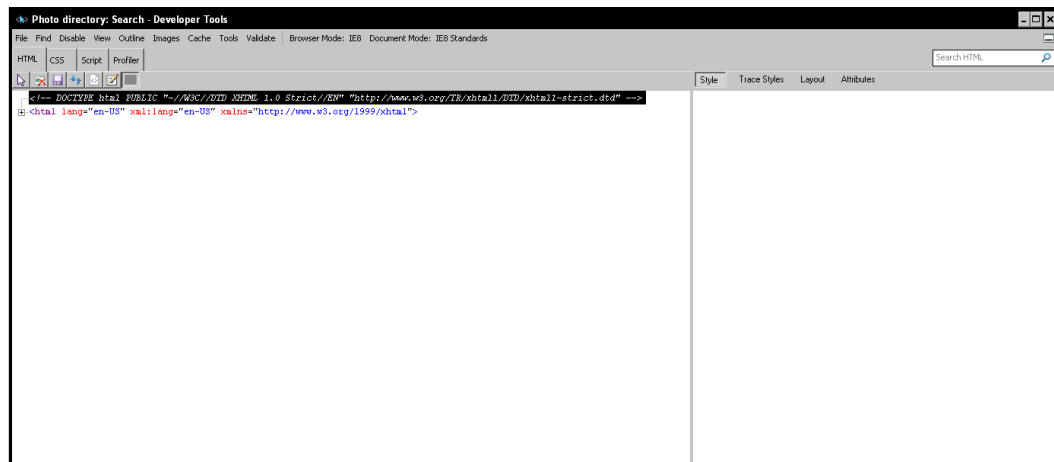 Photo directory: Search - Developer Tools
File Find Disable View Outline Images Cache Tools Validate Browser Mode: IE8 Document Mode: IE8 Standards
HTML CSS Script Profiler Search HTML
Style Trace Styles Layout Attributes
<!-- DOCTYPE html PUBLIC "-//W3C//DTD XHTML 1.0 Strict//EN" "http://www.w3.org/TR/xhtml1/DTD/xhtml1-strict.dtd" -->
<html lang="en-US" xml:lang="en-US" xmlns="http://www.w3.org/1999/xhtml">